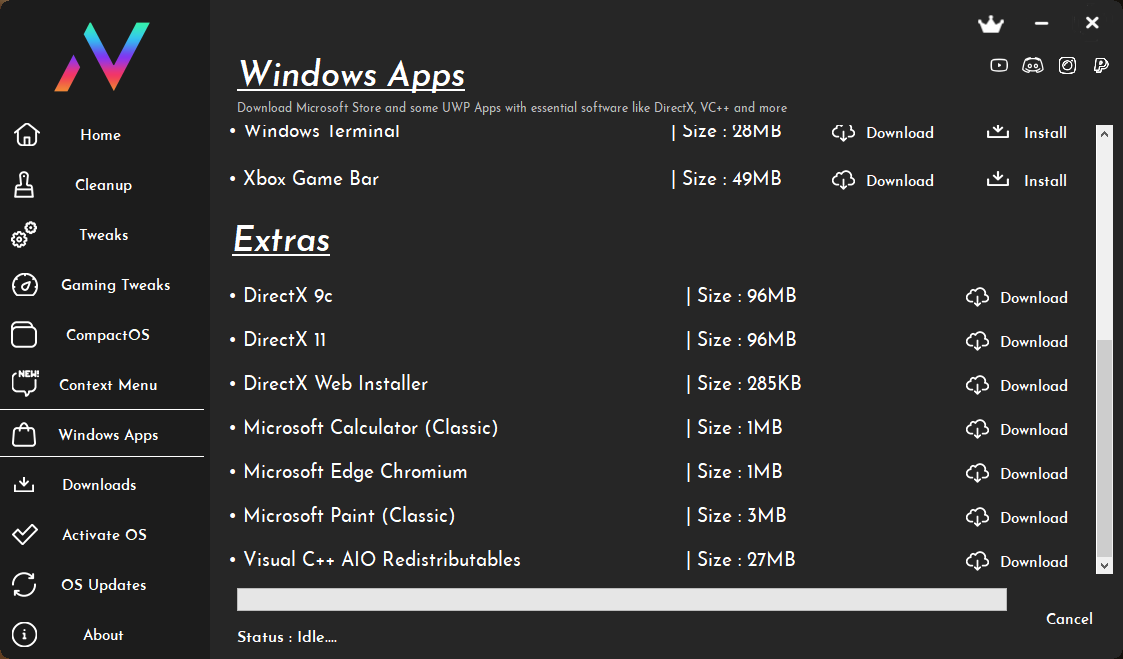 Windows Apps
Download Microsoft Store and some UWP Apps with essential software like DirectX, VC++ and more
Home
Cleanup
Tweaks
Gaming Tweaks
CompactOS
NEW!
Context Menu
Windows Apps
Downloads
Activate OS
OS Updates
About
• Windows Terminal | Size : 28MB Download Install
• Xbox Game Bar | Size : 49MB Download Install
Extras
• DirectX 9c | Size : 96MB Download
• DirectX 11 | Size : 96MB Download
• DirectX Web Installer | Size : 285KB Download
• Microsoft Calculator (Classic) | Size : 1MB Download
• Microsoft Edge Chromium | Size : 1MB Download
• Microsoft Paint (Classic) | Size : 3MB Download
• Visual C++ AIO Redistributables | Size : 27MB Download
Cancel
Status : Idle....